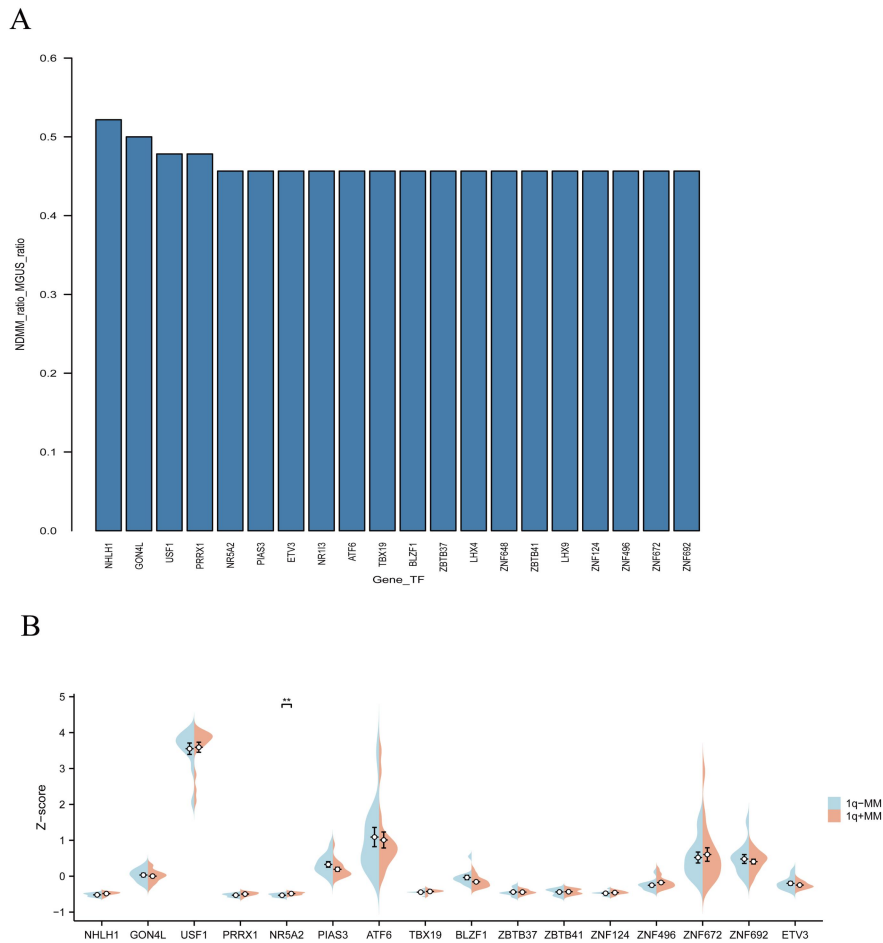 A
0.6
0.5
0.4
0.3
0.2
0.1
0.0
NDMM_ratio_MGUS_ratio
NHLH1 GON4L USF1 PRRX1 NR5A2 PIAS3 ETV3 NR1I3 ATF6 TBX19 BLZF1 ZBTB37 LHX4 ZNF648 ZBTB41 LHX9 ZNF124 ZNF496 ZNF672 ZNF692
Gene_TF
B
5
4
3
2
1
0
−1
Z−score
**
1q−MM
1q+MM
NHLH1 GON4L USF1 PRRX1 NR5A2 PIAS3 ATF6 TBX19 BLZF1 ZBTB37 ZBTB41 ZNF124 ZNF496 ZNF672 ZNF692 ETV3